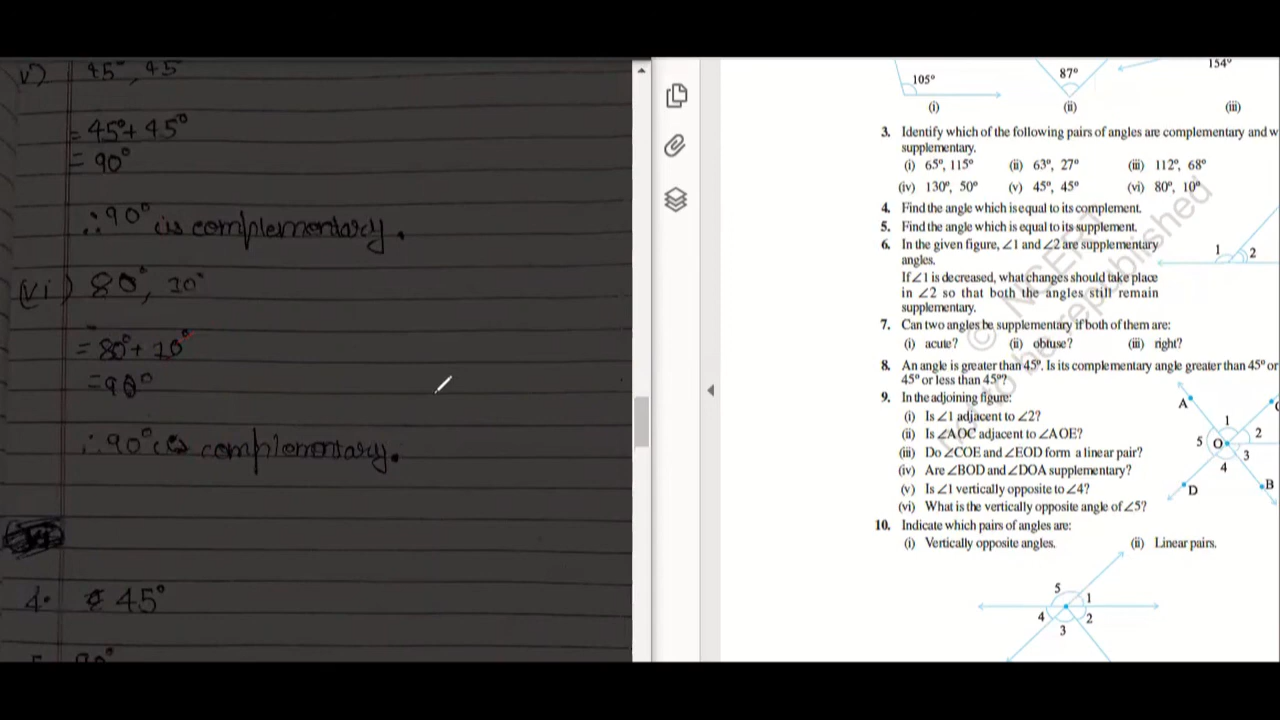 v) 45°, 45°
= 45° + 45°
= 90°
∴ 90° is complementary.
(vi) 80°, 10°
= 80° + 10°
= 90°
∴ 90° is complementary.
4. 45°
90°
105°
87°
154°
(i) (ii) (iii)
3. Identify which of the following pairs of angles are complementary and w
supplementary.
(i) 65°, 115° (ii) 63°, 27° (iii) 112°, 68°
(iv) 130°, 50° (v) 45°, 45° (vi) 80°, 10°
4. Find the angle which is equal to its complement.
5. Find the angle which is equal to its supplement.
6. In the given figure, ∠1 and ∠2 are supplementary
angles.
If ∠1 is decreased, what changes should take place
in ∠2 so that both the angles still remain
supplementary.
1 2
7. Can two angles be supplementary if both of them are:
(i) acute? (ii) obtuse? (iii) right?
8. An angle is greater than 45°. Is its complementary angle greater than 45° or
45° or less than 45°?
9. In the adjoining figure:
(i) Is ∠1 adjacent to ∠2?
(ii) Is ∠AOC adjacent to ∠AOE?
(iii) Do ∠COE and ∠EOD form a linear pair?
(iv) Are ∠BOD and ∠DOA supplementary?
(v) Is ∠1 vertically opposite to ∠4?
(vi) What is the vertically opposite angle of ∠5?
A
1
5 O 2
3
4
D B
10. Indicate which pairs of angles are:
(i) Vertically opposite angles. (ii) Linear pairs.
5
1
4 2
3
© NCERT
not to be republished